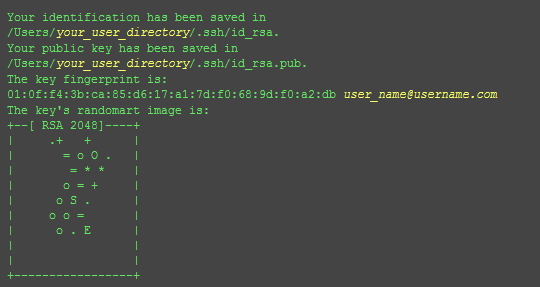 Your identification has been saved in
/Users/your_user_directory/.ssh/id_rsa.
Your public key has been saved in
/Users/your_user_directory/.ssh/id_rsa.pub.
The key fingerprint is:
01:0f:f4:3b:ca:85:d6:17:a1:7d:f0:68:9d:f0:a2:db user_name@username.com
The key's randomart image is:
+--[ RSA 2048]----+
|     .+   +      |
|       = o O .   |
|        = * *    |
|       o = +     |
|      o S .      |
|     o o =       |
|      o . E      |
|                 |
|                 |
+-----------------+